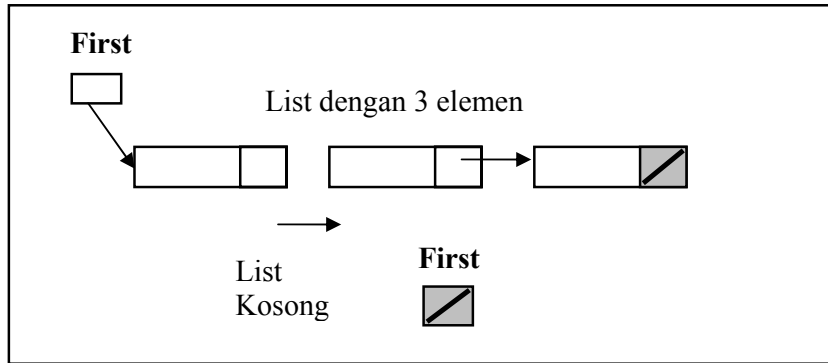 First
List dengan 3 elemen
List
Kosong
First